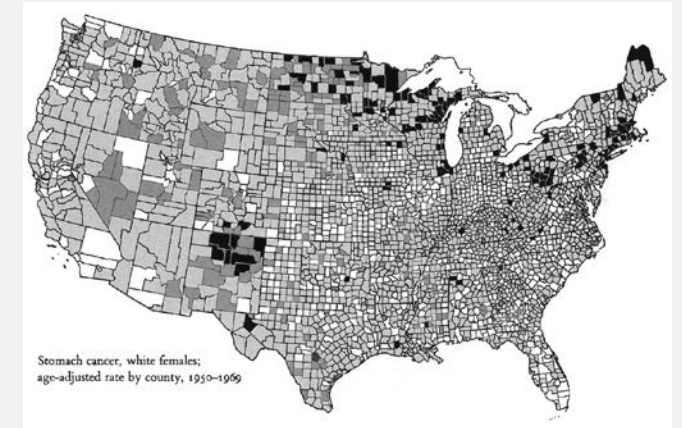 Stomach cancer, white females;
age-adjusted rate by county, 1950–1969